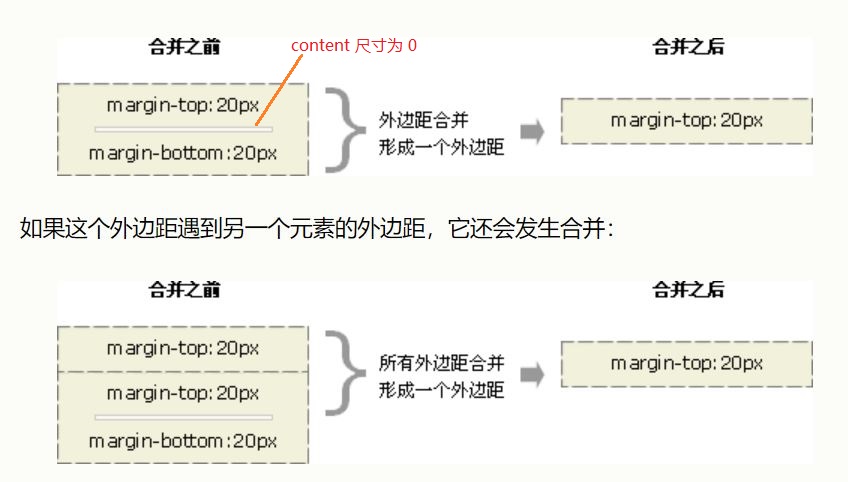 合并之前
content 尺寸为 0
合并之后
margin-top:20px
margin-bottom:20px
外边距合并
形成一个外边距
margin-top:20px
如果这个外边距遇到另一个元素的外边距，它还会发生合并：
合并之前
合并之后
margin-top:20px
margin-top:20px
margin-bottom:20px
所有外边距合并
形成一个外边距
margin-top:20px